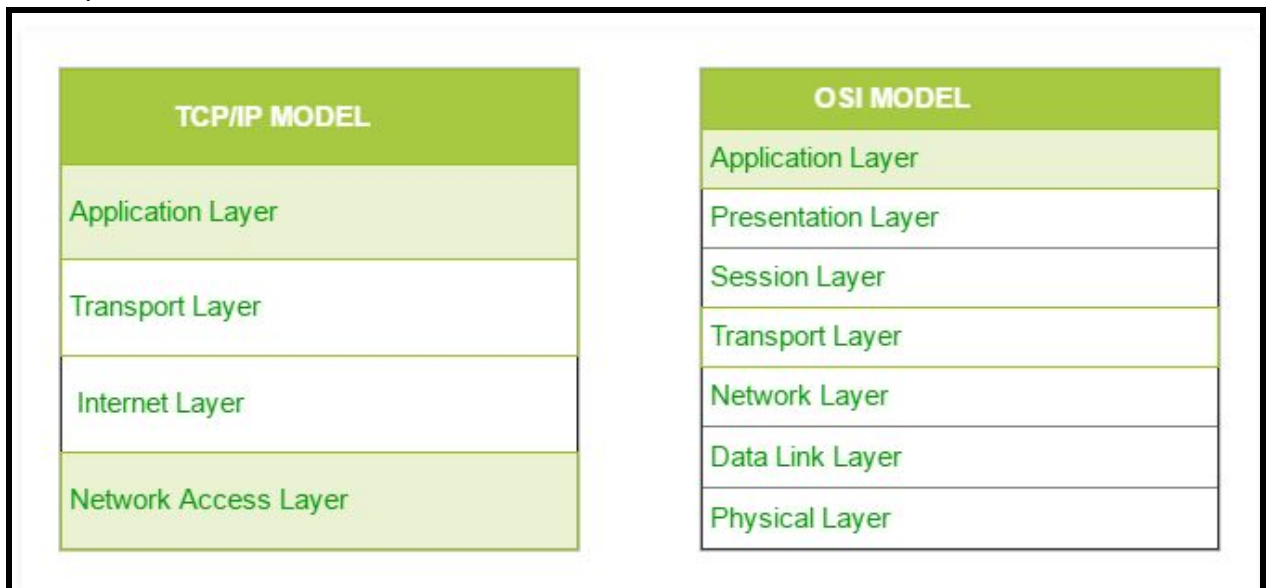 TCP/IP MODEL
Application Layer
Transport Layer
Internet Layer
Network Access Layer
OSI MODEL
Application Layer
Presentation Layer
Session Layer
Transport Layer
Network Layer
Data Link Layer
Physical Layer